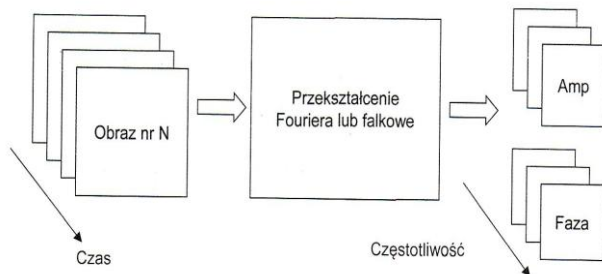 Obraz nr N
Czas
Przekształcenie
Fouriera lub falkowe
Amp
Faza
Częstotliwość